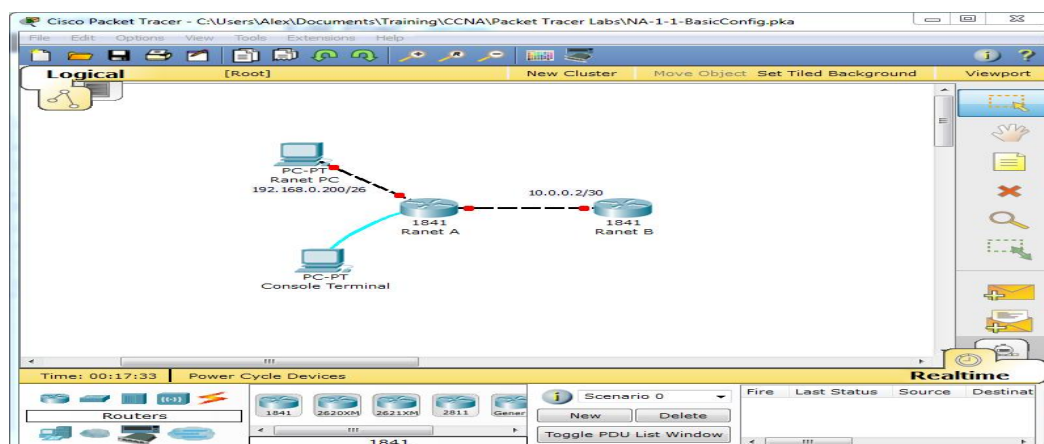 Cisco Packet Tracer - C:\Users\Alex\Documents\Training\CCNA\Packet Tracer Labs\NA-1-1-BasicConfig.pka
File Edit Options View Tools Extensions Help
Logical [Root] New Cluster Move Object Set Tiled Background Viewport
PC-PT
Ranet PC
192.168.0.200/26
10.0.0.2/30
1841
Ranet A
1841
Ranet B
PC-PT
Console Terminal
Time: 00:17:33 Power Cycle Devices Realtime
Routers
1841 2620XM 2621XM 2811 Gener
1841
Scenario 0
New Delete
Toggle PDU List Window
Fire Last Status Source Destinat